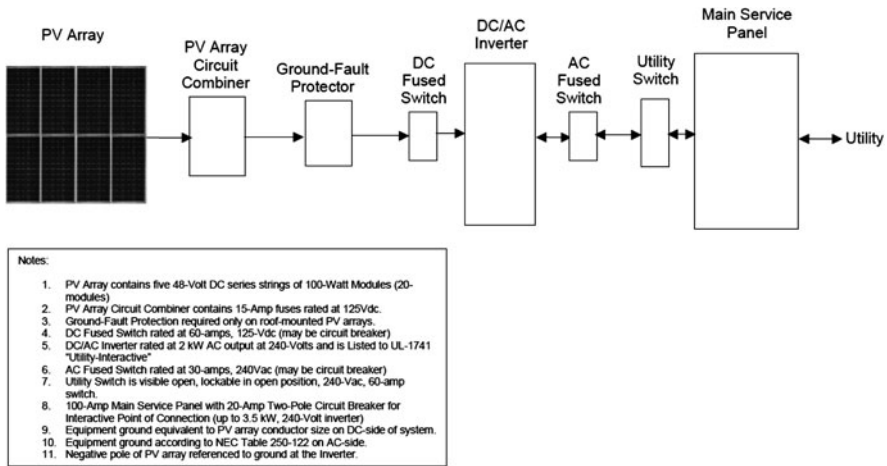 PV Array
PV Array
Circuit
Combiner
Ground-Fault
Protector
DC
Fused
Switch
DC/AC
Inverter
AC
Fused
Switch
Utility
Switch
Main Service
Panel
Utility
Notes:
1. PV Array contains five 48-Volt DC series strings of 100-Watt Modules (20-
modules)
2. PV Array Circuit Combiner contains 15-Amp fuses rated at 125Vdc.
3. Ground-Fault Protection required only on roof-mounted PV arrays.
4. DC Fused Switch rated at 60-amps, 125-Vdc (may be circuit breaker)
5. DC/AC Inverter rated at 2 kW AC output at 240-Volts and is Listed to UL-1741
"Utility-Interactive"
6. AC Fused Switch rated at 30-amps, 240Vac (may be circuit breaker)
7. Utility Switch is visible open, lockable in open position, 240-Vac, 60-amp
switch.
8. 100-Amp Main Service Panel with 20-Amp Two-Pole Circuit Breaker for
Interactive Point of Connection (up to 3.5 kW, 240-Volt inverter)
9. Equipment ground equivalent to PV array conductor size on DC-side of system.
10. Equipment ground according to NEC Table 250-122 on AC-side.
11. Negative pole of PV array referenced to ground at the Inverter.